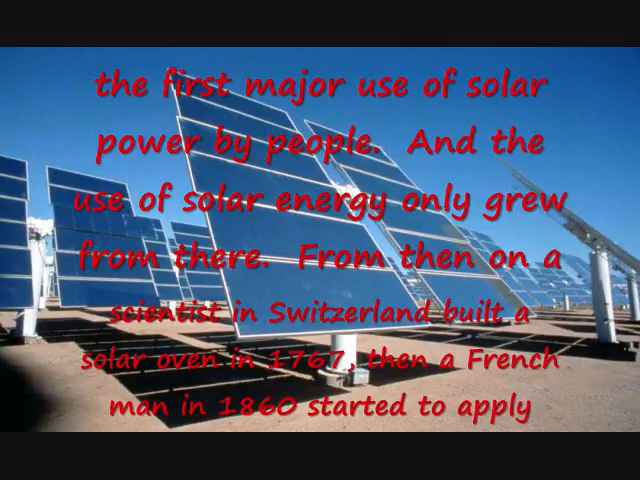 the first major use of solar
power by people. And the
use of solar energy only grew
from there. From then on a
scientist in Switzerland built a
solar oven in 1767, then a French
man in 1860 started to apply